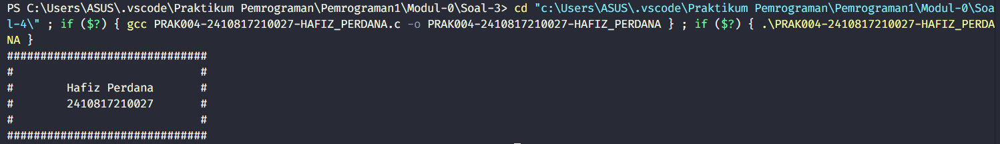 PS C:\Users\ASUS\.vscode\Praktikum Pemrograman\Pemrograman1\Modul-0\Soal-3> cd "c:\Users\ASUS\.vscode\Praktikum Pemrograman\Pemrograman1\Modul-0\Soa
l-4\" ; if ($?) { gcc PRAK004-2410817210027-HAFIZ_PERDANA.c -o PRAK004-2410817210027-HAFIZ_PERDANA } ; if ($?) { .\PRAK004-2410817210027-HAFIZ_PERDA
NA }
##############################
#                            #
#        Hafiz Perdana       #
#        2410817210027       #
#                            #
##############################